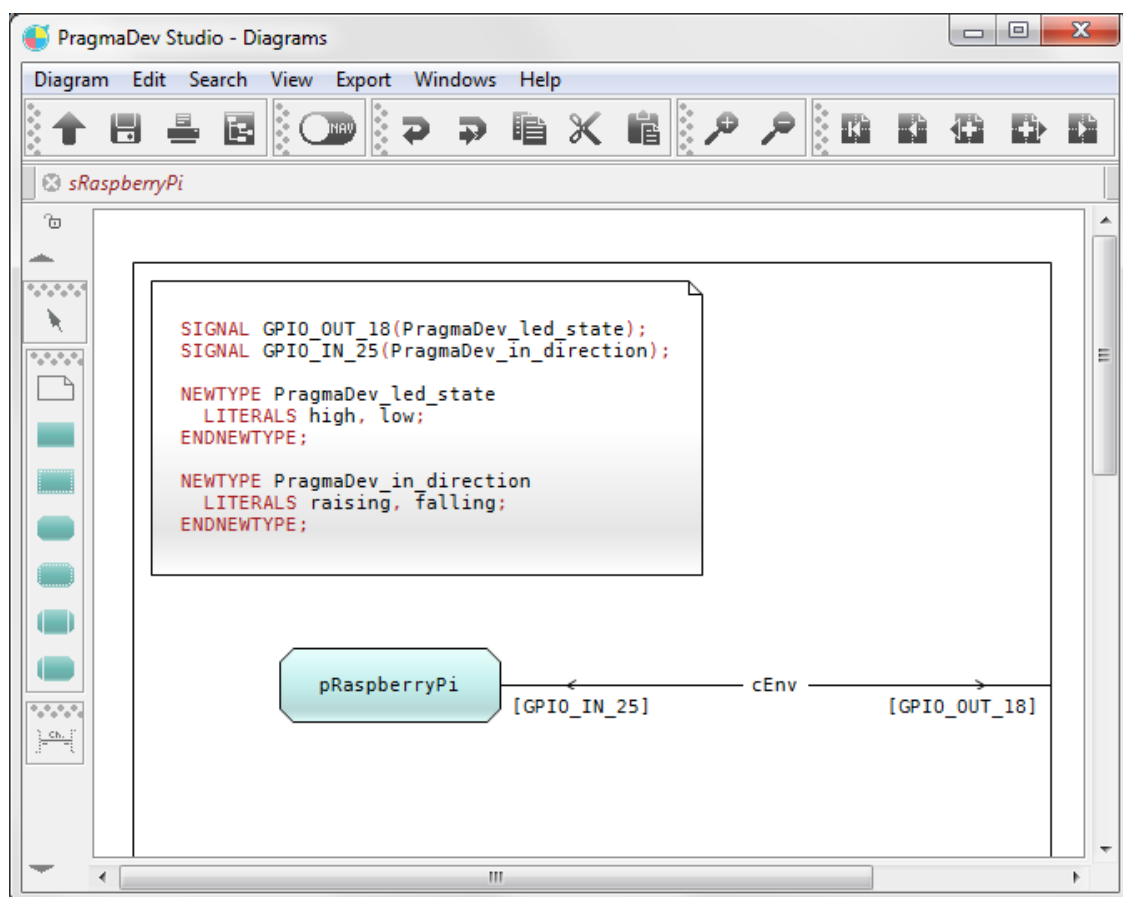 PragmaDev Studio - Diagrams
Diagram Edit Search View Export Windows Help
NAV
sRaspberryPi
SIGNAL GPIO_OUT_18(PragmaDev_led_state);
SIGNAL GPIO_IN_25(PragmaDev_in_direction);
NEWTYPE PragmaDev_led_state
LITERALS high, low;
ENDNEWTYPE;
NEWTYPE PragmaDev_in_direction
LITERALS raising, falling;
ENDNEWTYPE;
pRaspberryPi
cEnv
[GPIO_IN_25]
[GPIO_OUT_18]
Ch.